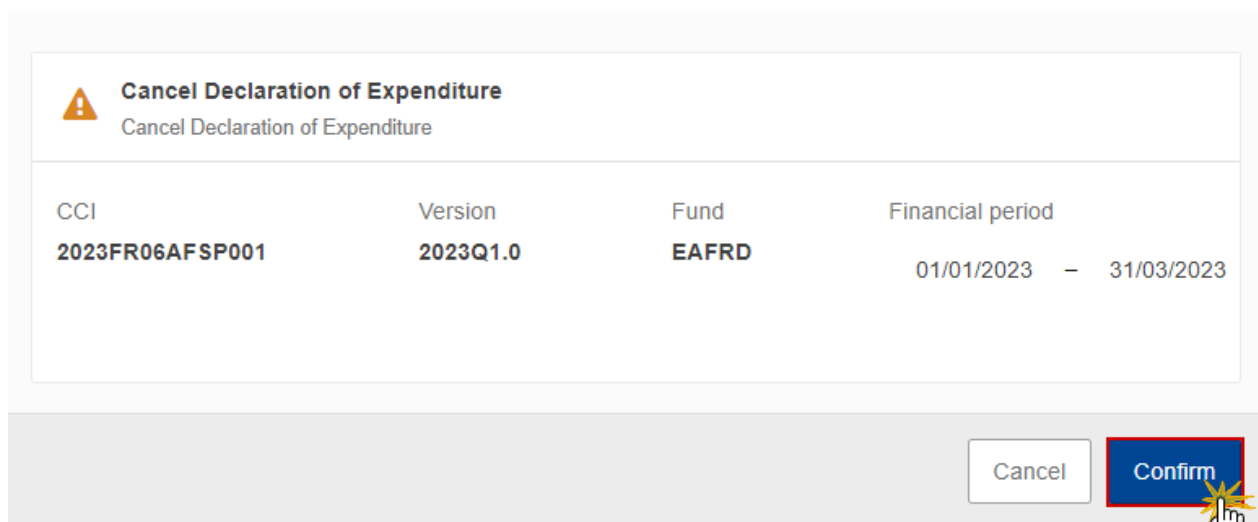 Cancel Declaration of Expenditure
Cancel Declaration of Expenditure
CCI Version Fund Financial period
2023FR06AFSP001 2023Q1.0 EAFRD
01/01/2023 – 31/03/2023
Cancel Confirm